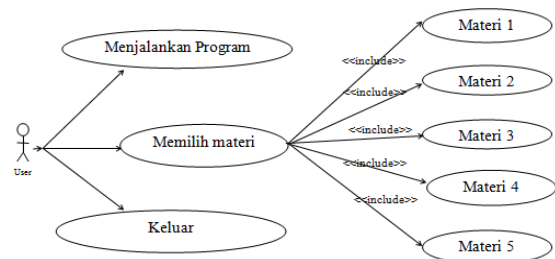 Menjalankan Program
Memilih materi
Keluar
User
<<include>>
<<include>>
<<include>>
<<include>>
<<include>>
Materi 1
Materi 2
Materi 3
Materi 4
Materi 5